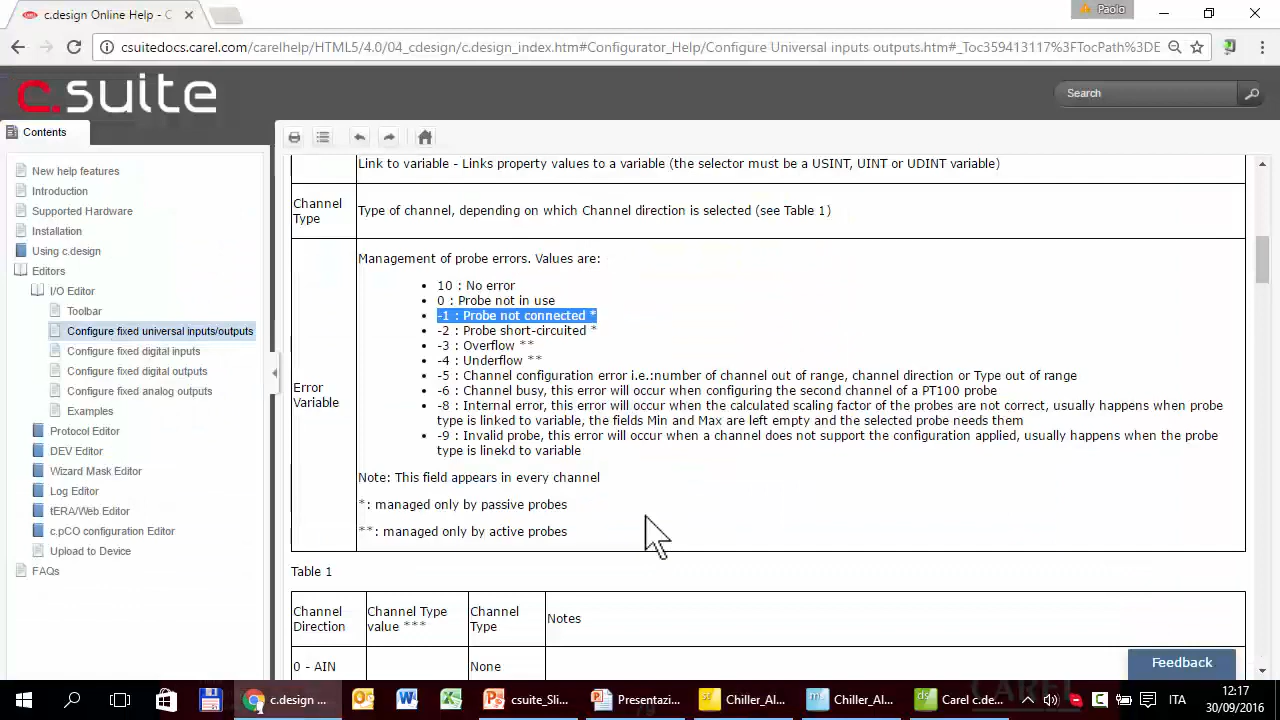 c.design Online Help - C
Paolo
csuitedocs.carel.com/carelhelp/HTML5/4.0/04_cdesign/c.design_index.htm#Configurator_Help/Configure Universal inputs outputs.htm#_Toc359413117%3FTocPath%3DE
c.suite
Search
Contents
New help features
Introduction
Supported Hardware
Installation
Using c.design
Editors
I/O Editor
Toolbar
Configure fixed universal inputs/outputs
Configure fixed digital inputs
Configure fixed digital outputs
Configure fixed analog outputs
Examples
Protocol Editor
DEV Editor
Wizard Mask Editor
Log Editor
tERA/Web Editor
c.pCO configuration Editor
Upload to Device
FAQs
Link to variable - Links property values to a variable (the selector must be a USINT, UINT or UDINT variable)
Channel
Type
Type of channel, depending on which Channel direction is selected (see Table 1)
Error
Variable
Management of probe errors. Values are:
• 10 : No error
• 0 : Probe not in use
• -1 : Probe not connected *
• -2 : Probe short-circuited *
• -3 : Overflow **
• -4 : Underflow **
• -5 : Channel configuration error i.e.:number of channel out of range, channel direction or Type out of range
• -6 : Channel busy, this error will occur when configuring the second channel of a PT100 probe
• -8 : Internal error, this error will occur when the calculated scaling factor of the probes are not correct, usually happens when probe
type is linked to variable, the fields Min and Max are left empty and the selected probe needs them
• -9 : Invalid probe, this error will occur when a channel does not support the configuration applied, usually happens when the probe
type is linekd to variable
Note: This field appears in every channel
*: managed only by passive probes
**: managed only by active probes
Table 1
Channel
Direction
Channel Type
value ***
Channel
Type
Notes
0 - AIN
None
Feedback
c.design ...
csuite_Sli...
Presentazi...
Chiller_Al...
Chiller_Al...
Carel c.de...
CAREL
ITA
12:17
30/09/2016